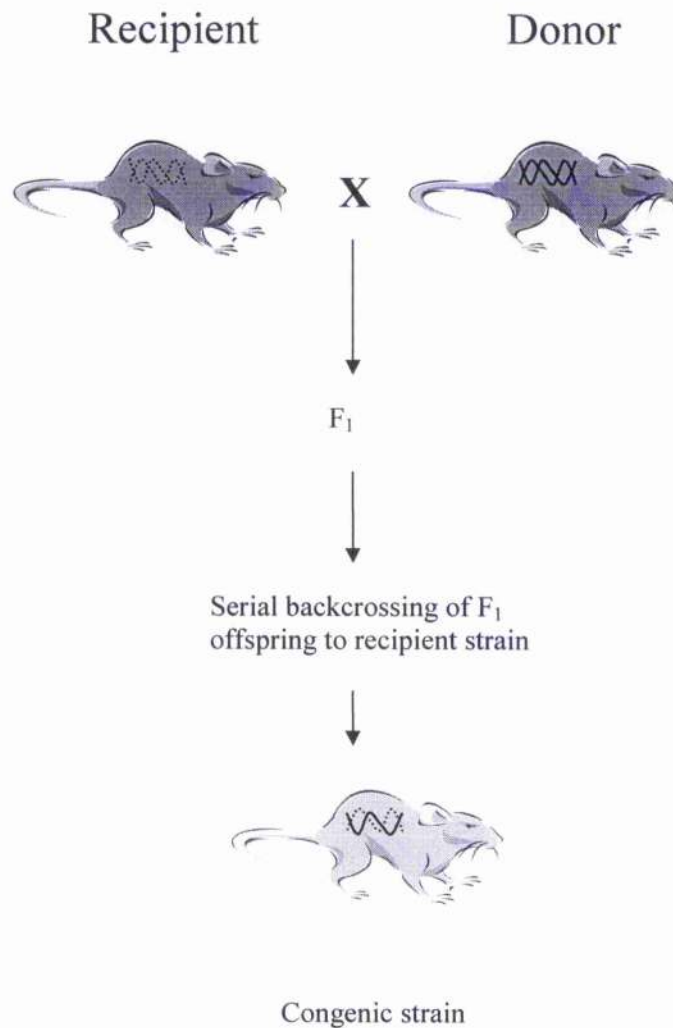 Recipient Donor
X
F₁
Serial backcrossing of F₁
offspring to recipient strain
Congenic strain